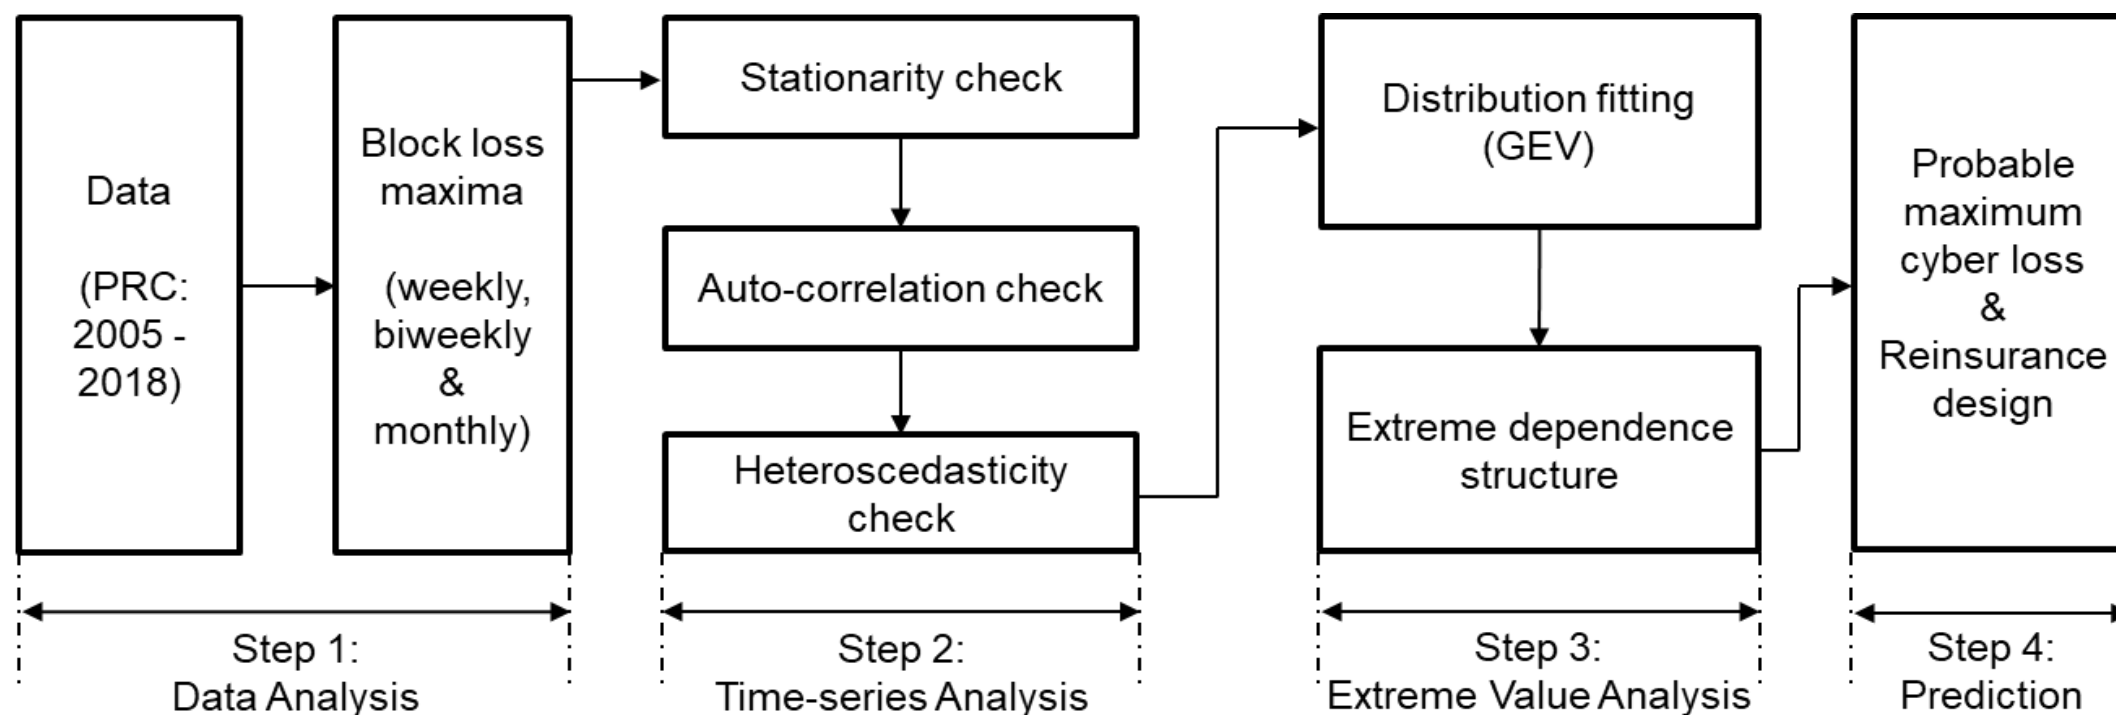 Data
(PRC:
2005 -
2018)
Block loss
maxima
(weekly,
biweekly
&
monthly)
Stationarity check
Auto-correlation check
Heteroscedasticity
check
Distribution fitting
(GEV)
Extreme dependence
structure
Probable
maximum
cyber loss
&
Reinsurance
design
Step 1:
Data Analysis
Step 2:
Time-series Analysis
Step 3:
Extreme Value Analysis
Step 4:
Prediction